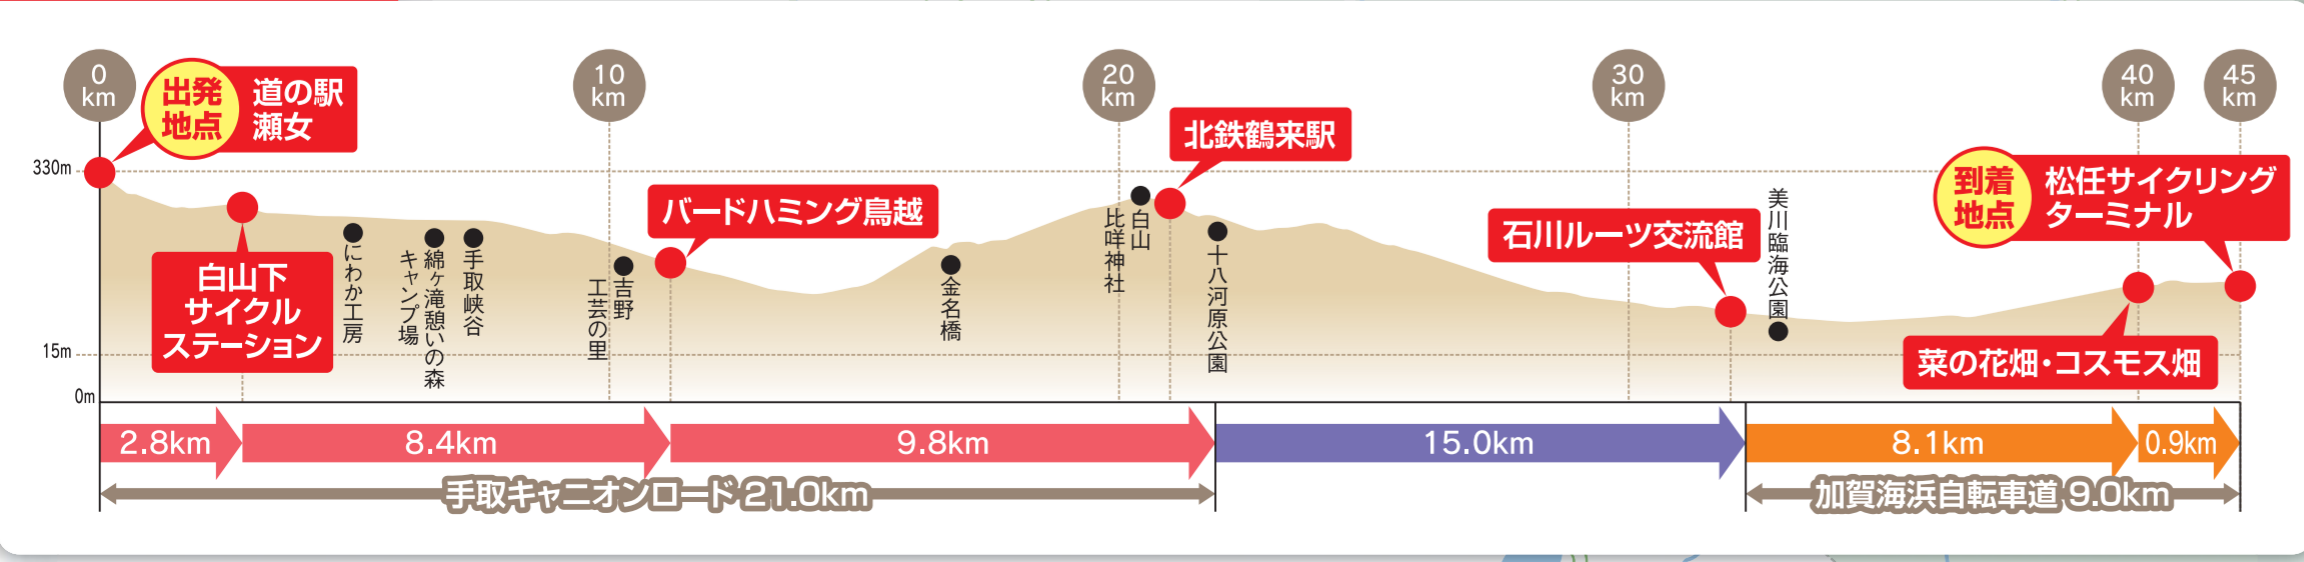 0
km
10
km
20
km
30
km
40
km
45
km
出発
地点
道の駅
瀬女
北鉄鶴来駅
到着
地点
松任サイクリング
ターミナル
330m
バードハミング鳥越
石川ルーツ交流館
美川臨海公園
白山下
サイクル
ステーション
にわか工房
綿ヶ滝憩いの森
キャンプ場
手取峡谷
吉野
工芸の里
金名橋
白山
比咩神社
十八河原公園
菜の花畑・コスモス畑
15m
0m
2.8km
8.4km
9.8km
15.0km
8.1km
0.9km
手取キャニオンロード 21.0km
加賀海浜自転車道 9.0km